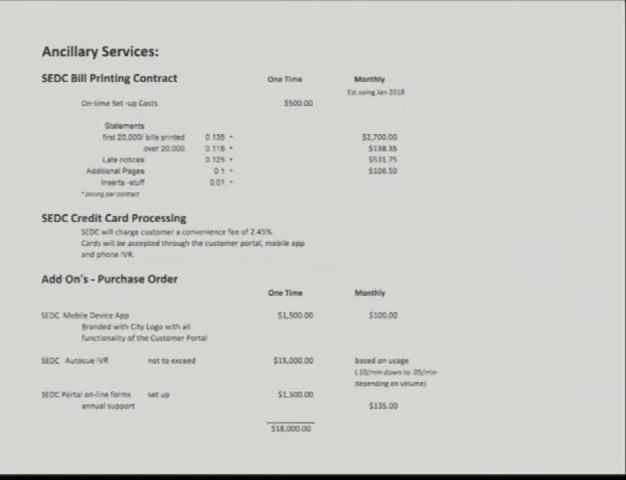 Ancillary Services:
SEDC Bill Printing Contract One Time Monthly
Est using Jan 2018
On-time Set-up Costs $500.00
Statements
first 20,000/ bills printed 0.135 * $2,700.00
over 20,000 0.115 * $138.35
Late notices 0.125 * $531.75
Additional Pages 0.1 * $106.50
Inserts -stuff 0.01 *
* pricing per contract
SEDC Credit Card Processing
SEDC will charge customer a convenience fee of 2.45%
Cards will be accepted through the customer portal, mobile app
and phone IVR.
Add On's - Purchase Order
One Time Monthly
SEDC Mobile Device App $1,500.00 $100.00
Branded with City Logo with all
functionality of the Customer Portal
SEDC Autocue IVR not to exceed $15,000.00 based on usage
(.10/min down to .05/min
depending on volume)
SEDC Portal on-line forms set up $1,500.00
annual support $135.00
$18,000.00